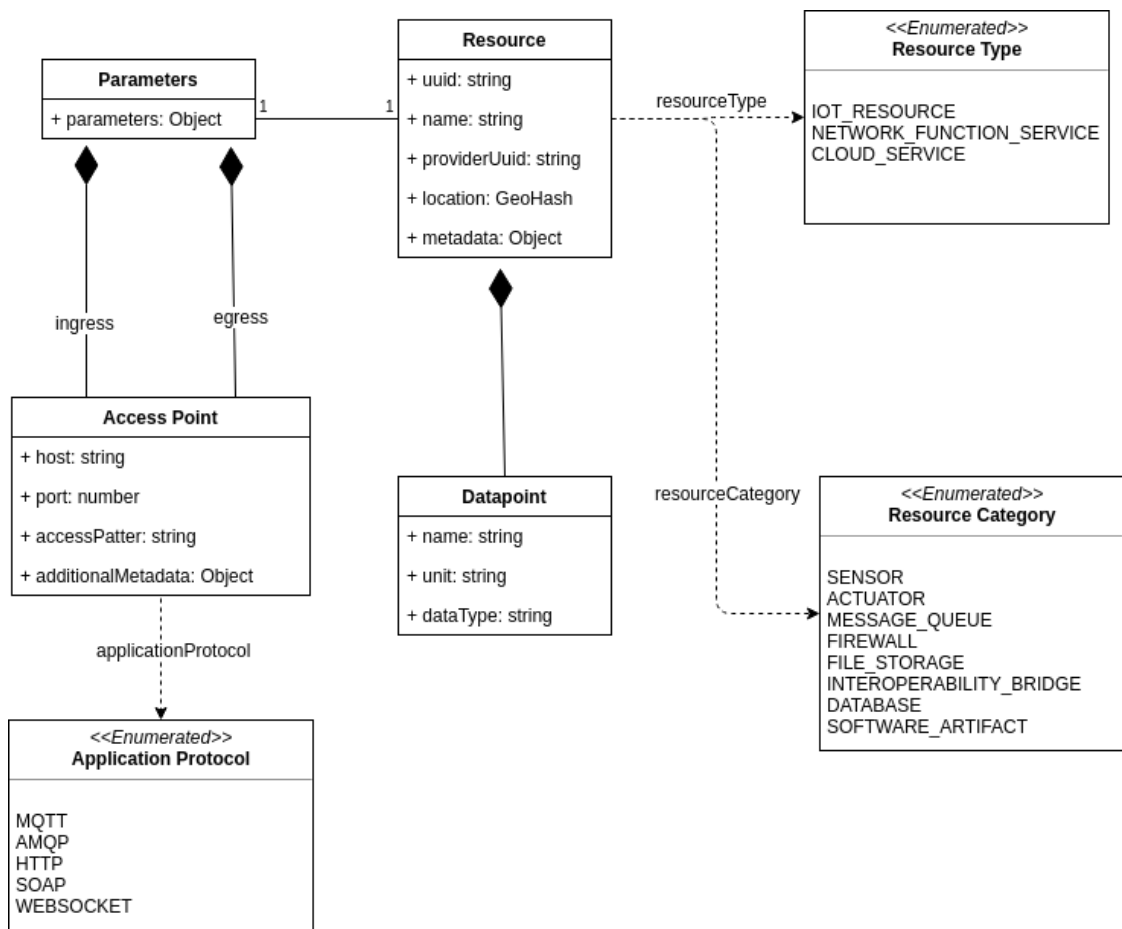 Parameters
+ parameters: Object
1
1
Resource
+ uuid: string
+ name: string
+ providerUuid: string
+ location: GeoHash
+ metadata: Object
resourceType
<<Enumerated>>
Resource Type
IOT_RESOURCE
NETWORK_FUNCTION_SERVICE
CLOUD_SERVICE
ingress
egress
Access Point
+ host: string
+ port: number
+ accessPatter: string
+ additionalMetadata: Object
Datapoint
+ name: string
+ unit: string
+ dataType: string
resourceCategory
<<Enumerated>>
Resource Category
SENSOR
ACTUATOR
MESSAGE_QUEUE
FIREWALL
FILE_STORAGE
INTEROPERABILITY_BRIDGE
DATABASE
SOFTWARE_ARTIFACT
applicationProtocol
<<Enumerated>>
Application Protocol
MQTT
AMQP
HTTP
SOAP
WEBSOCKET